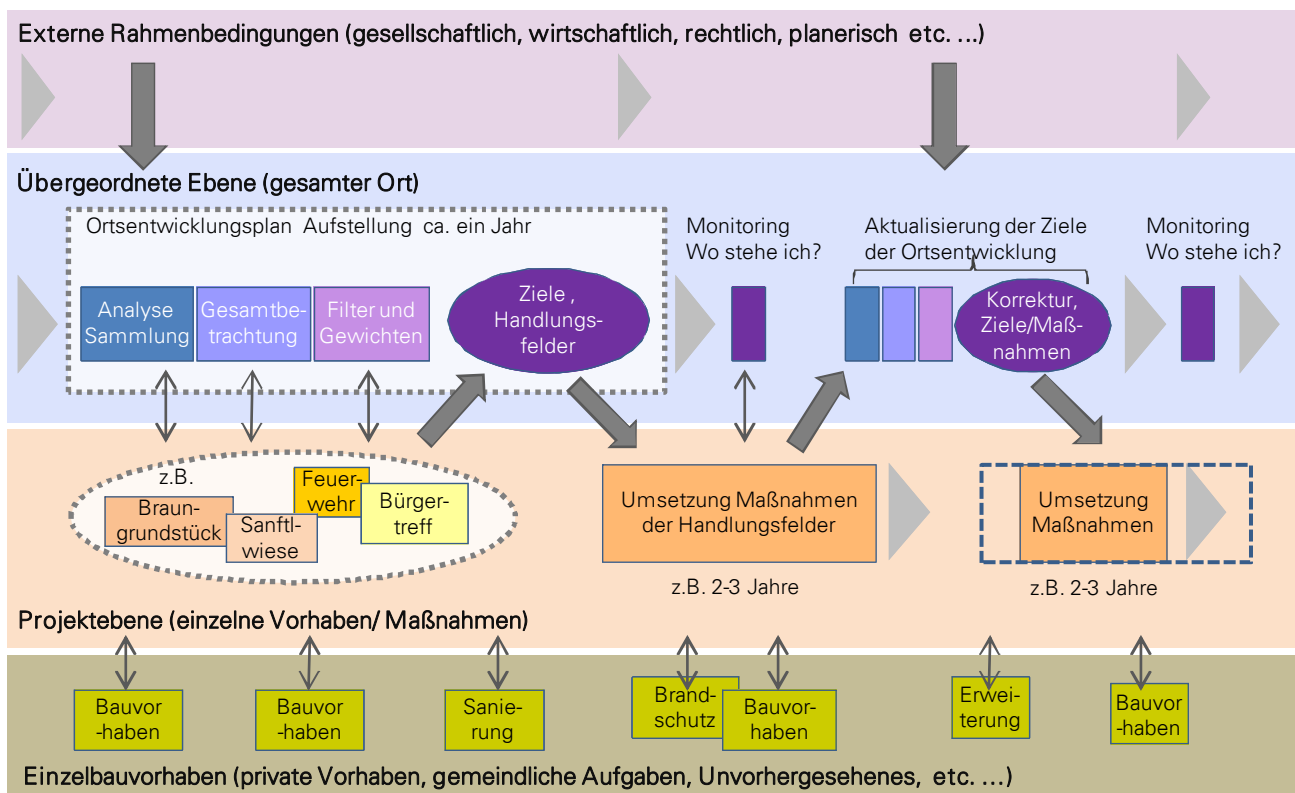 Externe Rahmenbedingungen (gesellschaftlich, wirtschaftlich, rechtlich, planerisch etc. ...)
Übergeordnete Ebene (gesamter Ort)
Ortsentwicklungsplan Aufstellung ca. ein Jahr
Analyse
Sammlung
Gesamtbe-
trachtung
Filter und
Gewichten
Ziele ,
Handlungs-
felder
Monitoring
Wo stehe ich?
Aktualisierung der Ziele
der Ortsentwicklung
Korrektur,
Ziele/Maß-
nahmen
Monitoring
Wo stehe ich?
z.B.
Braun-
grundstück
Sanftl-
wiese
Feuer-
wehr
Bürger-
treff
Umsetzung Maßnahmen
der Handlungsfelder
z.B. 2-3 Jahre
Umsetzung
Maßnahmen
z.B. 2-3 Jahre
Projektebene (einzelne Vorhaben/ Maßnahmen)
Bauvor
-haben
Bauvor
-haben
Sanie-
rung
Brand-
schutz
Bauvor-
haben
Erwei-
terung
Bauvor
-haben
Einzelbauvorhaben (private Vorhaben, gemeindliche Aufgaben, Unvorhergesehenes, etc. ...)